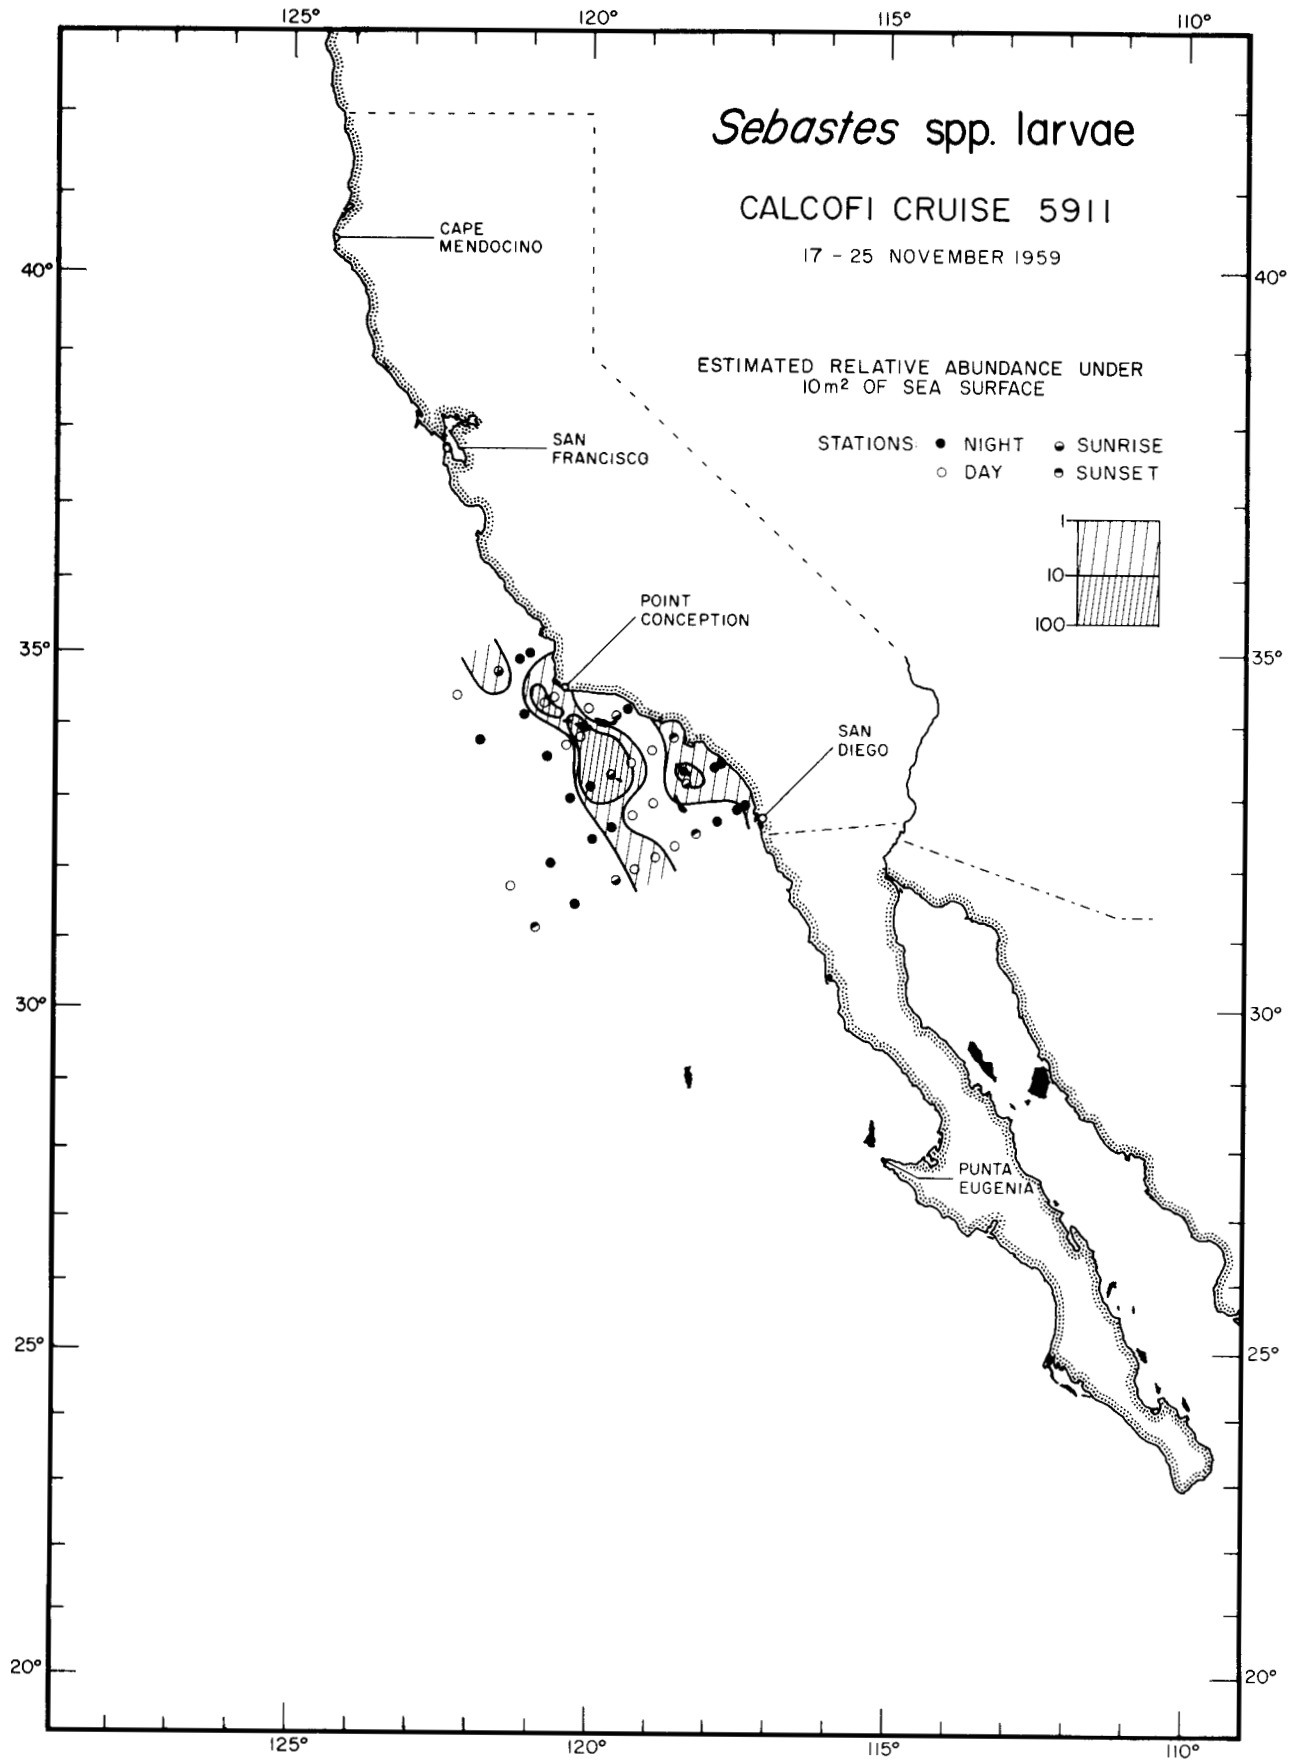 125° 120° 115° 110°
Sebastes spp. larvae
CALCOFI CRUISE 5911
17 - 25 NOVEMBER 1959
CAPE
MENDOCINO
40° 40°
ESTIMATED RELATIVE ABUNDANCE UNDER
10m² OF SEA SURFACE
STATIONS: NIGHT SUNRISE
DAY SUNSET
SAN
FRANCISCO
1
10
100
POINT
CONCEPTION
35° 35°
SAN
DIEGO
30° 30°
PUNTA
EUGENIA
25° 25°
20° 20°
125° 120° 115° 110°